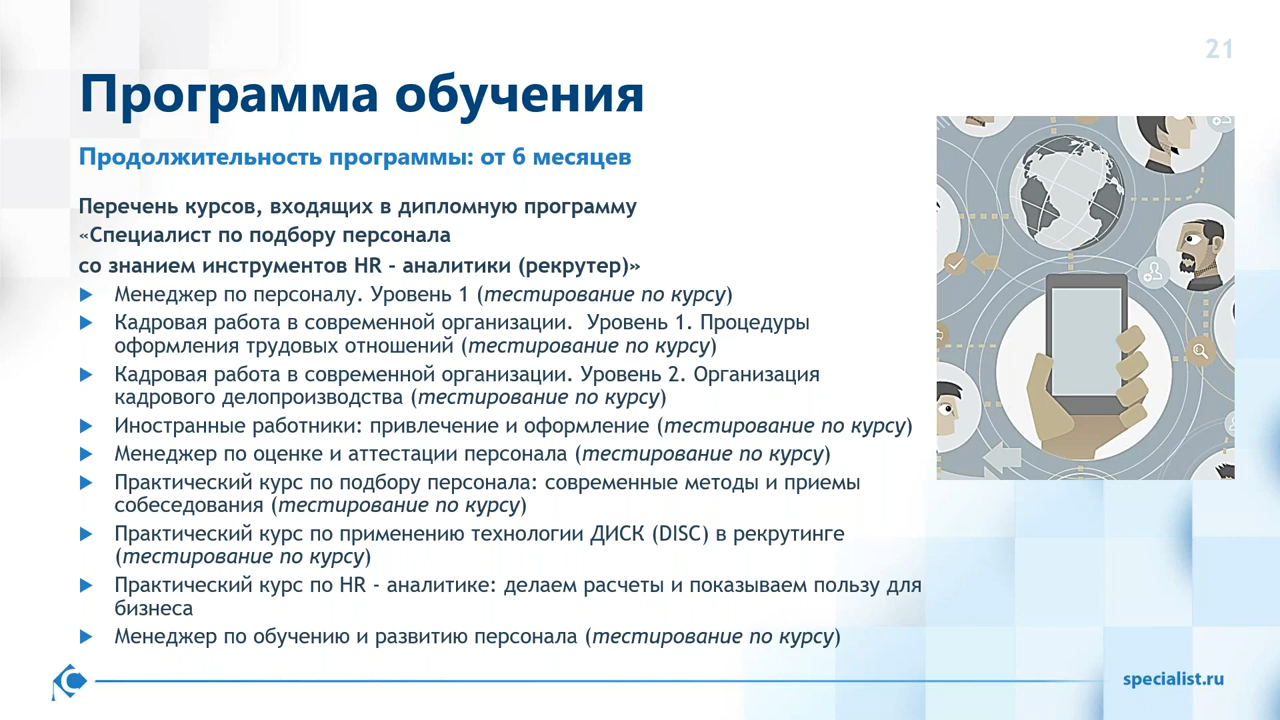 21
Программа обучения
Продолжительность программы: от 6 месяцев
Перечень курсов, входящих в дипломную программу
«Специалист по подбору персонала
со знанием инструментов HR - аналитики (рекрутер)»
Менеджер по персоналу. Уровень 1 (тестирование по курсу)
Кадровая работа в современной организации.  Уровень 1. Процедуры
оформления трудовых отношений (тестирование по курсу)
Кадровая работа в современной организации. Уровень 2. Организация
кадрового делопроизводства (тестирование по курсу)
Иностранные работники: привлечение и оформление (тестирование по курсу)
Менеджер по оценке и аттестации персонала (тестирование по курсу)
Практический курс по подбору персонала: современные методы и приемы
собеседования (тестирование по курсу)
Практический курс по применению технологии ДИСК (DISC) в рекрутинге
(тестирование по курсу)
Практический курс по HR - аналитике: делаем расчеты и показываем пользу для
бизнеса
Менеджер по обучению и развитию персонала (тестирование по курсу)
specialist.ru